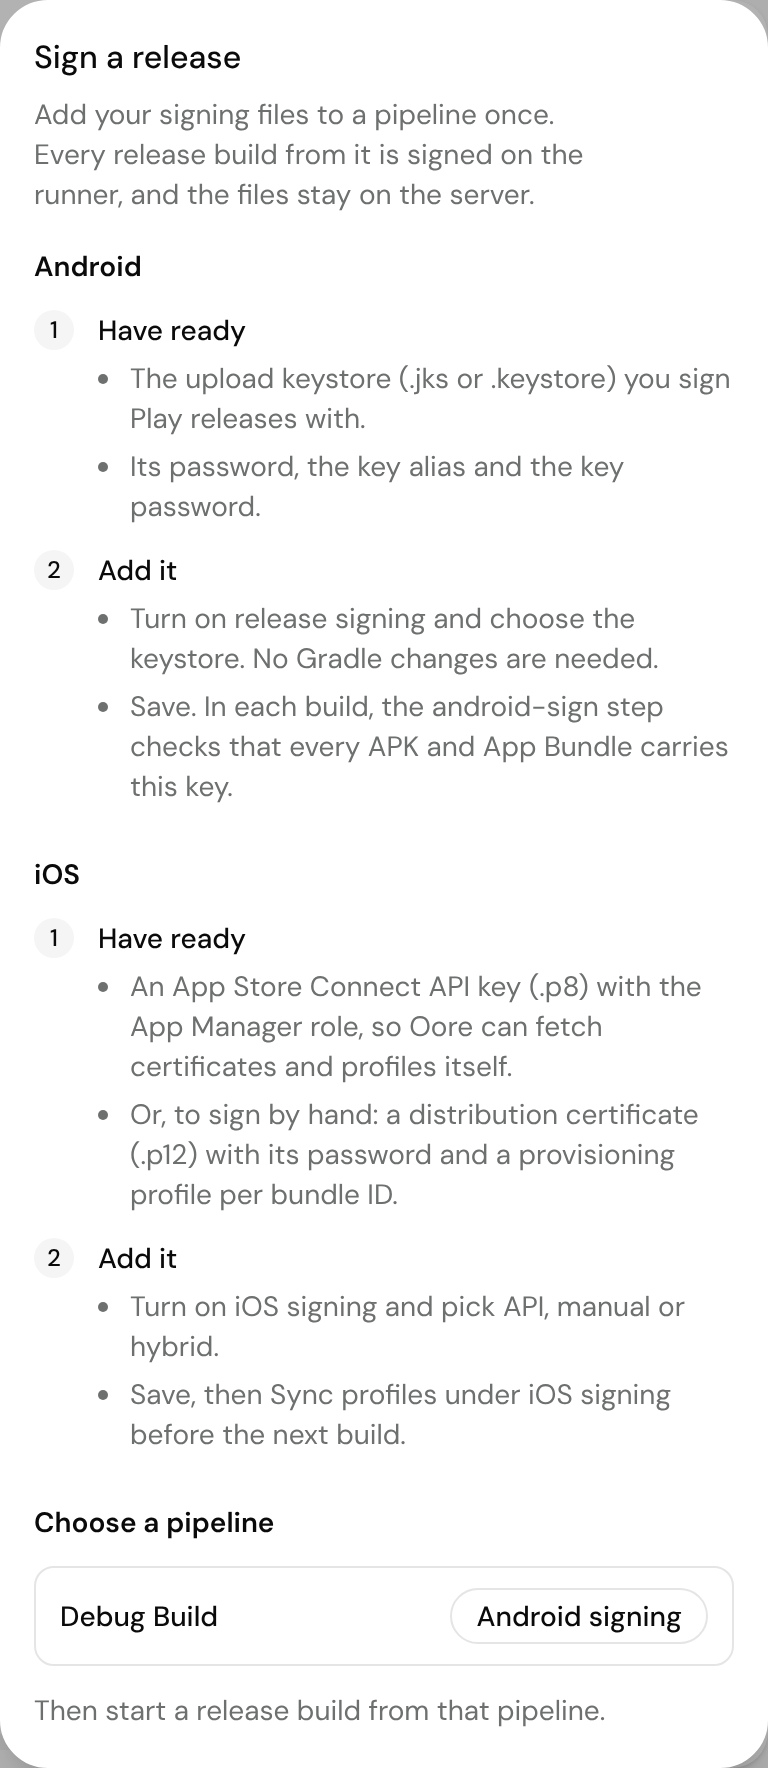 Sign a release
Add your signing files to a pipeline once.
Every release build from it is signed on the
runner, and the files stay on the server.
Android
1 Have ready
• The upload keystore (.jks or .keystore) you sign
Play releases with.
• Its password, the key alias and the key
password.
2 Add it
• Turn on release signing and choose the
keystore. No Gradle changes are needed.
• Save. In each build, the android-sign step
checks that every APK and App Bundle carries
this key.
iOS
1 Have ready
• An App Store Connect API key (.p8) with the
App Manager role, so Oore can fetch
certificates and profiles itself.
• Or, to sign by hand: a distribution certificate
(.p12) with its password and a provisioning
profile per bundle ID.
2 Add it
• Turn on iOS signing and pick API, manual or
hybrid.
• Save, then Sync profiles under iOS signing
before the next build.
Choose a pipeline
Debug Build Android signing
Then start a release build from that pipeline.